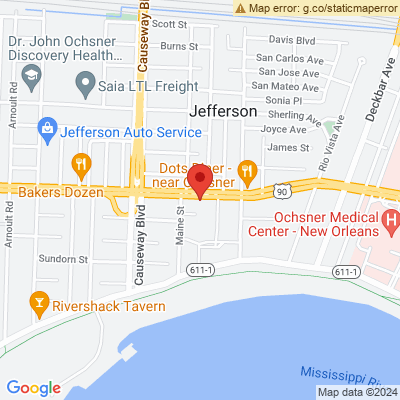 Map error: g.co/staticmaperror
Scott St
Burns St
Causeway Bl
Davis Blvd
San Carlos Ave
San Jose Ave
San Mateo Ave
Sonia Pl
Sherling Ave
Joyce Ave
James St
Deckbar Ave
Rio Vista Ave
Dr. John Ochsner
Discovery Health...
Saia LTL Freight
Jefferson
Arnoult Rd
Jefferson Auto Service
Dots Diner -
near Ochsner
Bakers Dozen
90
Ochsner Medical
Center - New Orleans
H
Arnoult Rd
Causeway Blvd
Maine St
Sundorn St
611-1
611-1
Rivershack Tavern
Mississippi Ri
Google
Map data ©2024